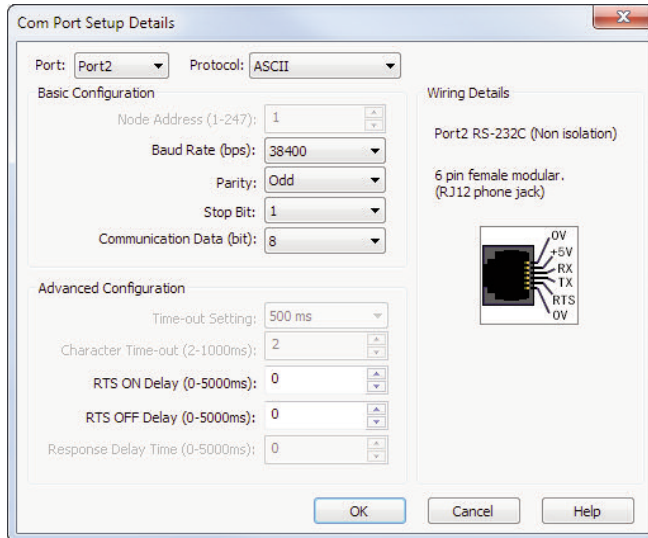 Com Port Setup Details
Port: Port2 Protocol: ASCII
Basic Configuration
Node Address (1-247): 1
Baud Rate (bps): 38400
Parity: Odd
Stop Bit: 1
Communication Data (bit): 8
Advanced Configuration
Time-out Setting: 500 ms
Character Time-out (2-1000ms): 2
RTS ON Delay (0-5000ms): 0
RTS OFF Delay (0-5000ms): 0
Response Delay Time (0-5000ms): 0
Wiring Details
Port2 RS-232C (Non isolation)
6 pin female modular.
(RJ12 phone jack)
0V
+5V
RX
TX
RTS
0V
OK Cancel Help